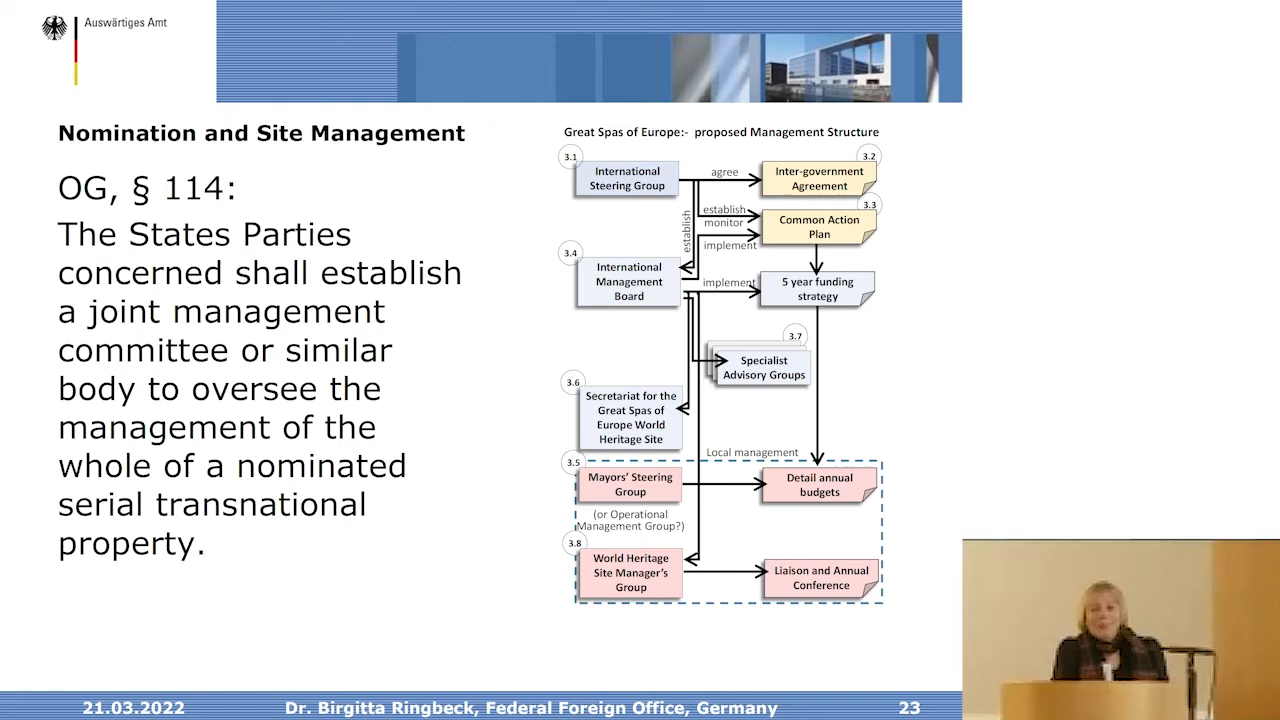 Auswärtiges Amt
Nomination and Site Management
OG, § 114:
The States Parties
concerned shall establish
a joint management
committee or similar
body to oversee the
management of the
whole of a nominated
serial transnational
property.
Great Spas of Europe:- proposed Management Structure
3.1
International
Steering Group
agree
3.2
Inter-government
Agreement
establish
monitor
implement
establish
3.3
Common Action
Plan
3.4
International
Management
Board
implement
5 year funding
strategy
3.7
Specialist
Advisory Groups
3.6
Secretariat for the
Great Spas of
Europe World
Heritage Site
Local management
3.5
Mayors' Steering
Group
Detail annual
budgets
(or Operational
Management Group?)
3.8
World Heritage
Site Manager's
Group
Liaison and Annual
Conference
21.03.2022
Dr. Birgitta Ringbeck, Federal Foreign Office, Germany
23